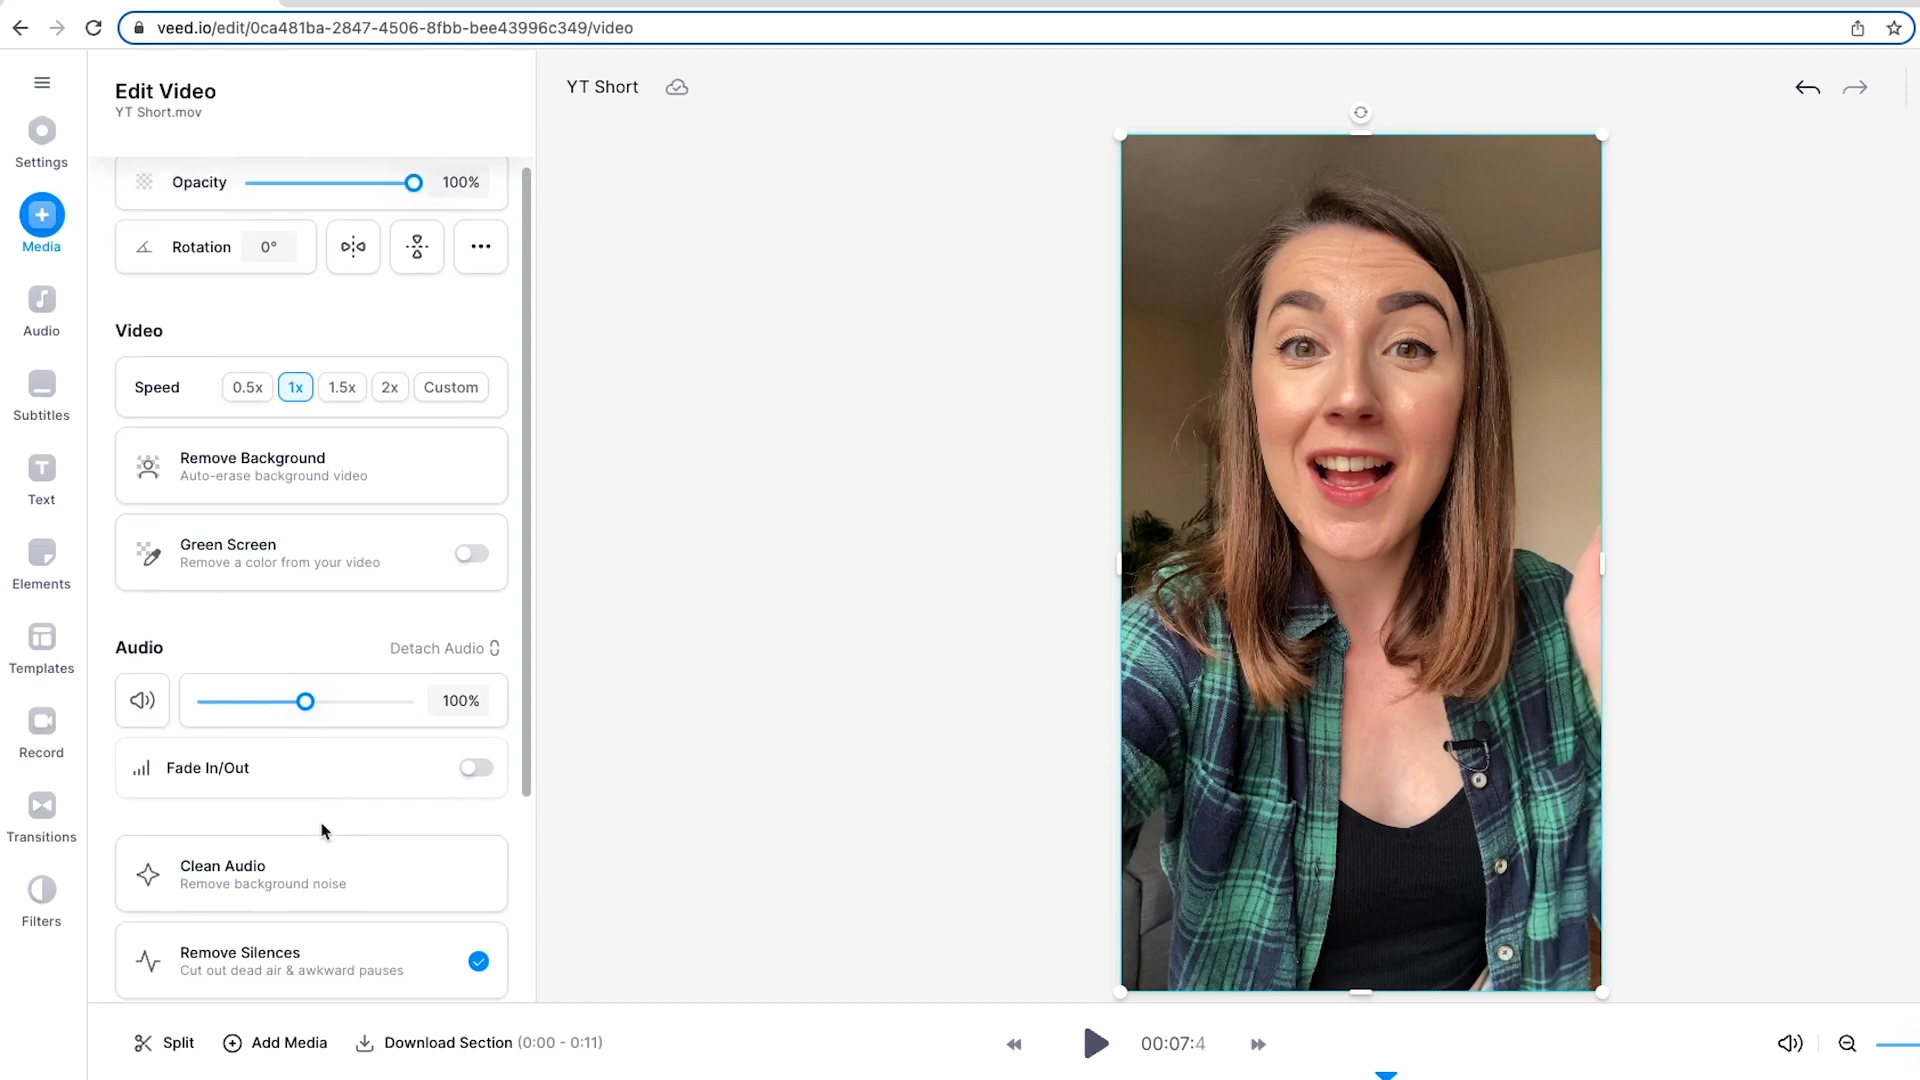 veed.io/edit/0ca481ba-2847-4506-8fbb-bee43996c349/video
Edit Video
YT Short.mov
YT Short
Settings
Media
Audio
Subtitles
Text
Elements
Templates
Record
Transitions
Filters
Opacity 100%
Rotation 0°
Video
Speed 0.5x 1x 1.5x 2x Custom
Remove Background
Auto-erase background video
Green Screen
Remove a color from your video
Audio Detach Audio
100%
Fade In/Out
Clean Audio
Remove background noise
Remove Silences
Cut out dead air & awkward pauses
Split Add Media Download Section (0:00 - 0:11) 00:07:4